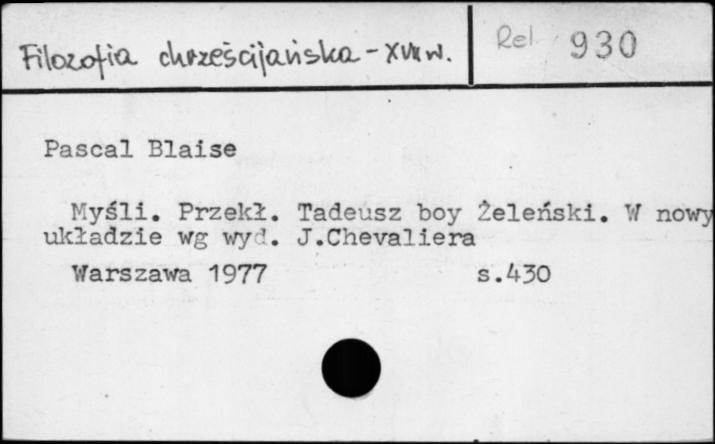 Filozofia chrześcijańska - XVII w.
Rel 930
Pascal Blaise
Myśli. Przekł. Tadeusz boy Żeleński. W nowy
układzie wg wyd. J.Chevaliera
Warszawa 1977 s.430